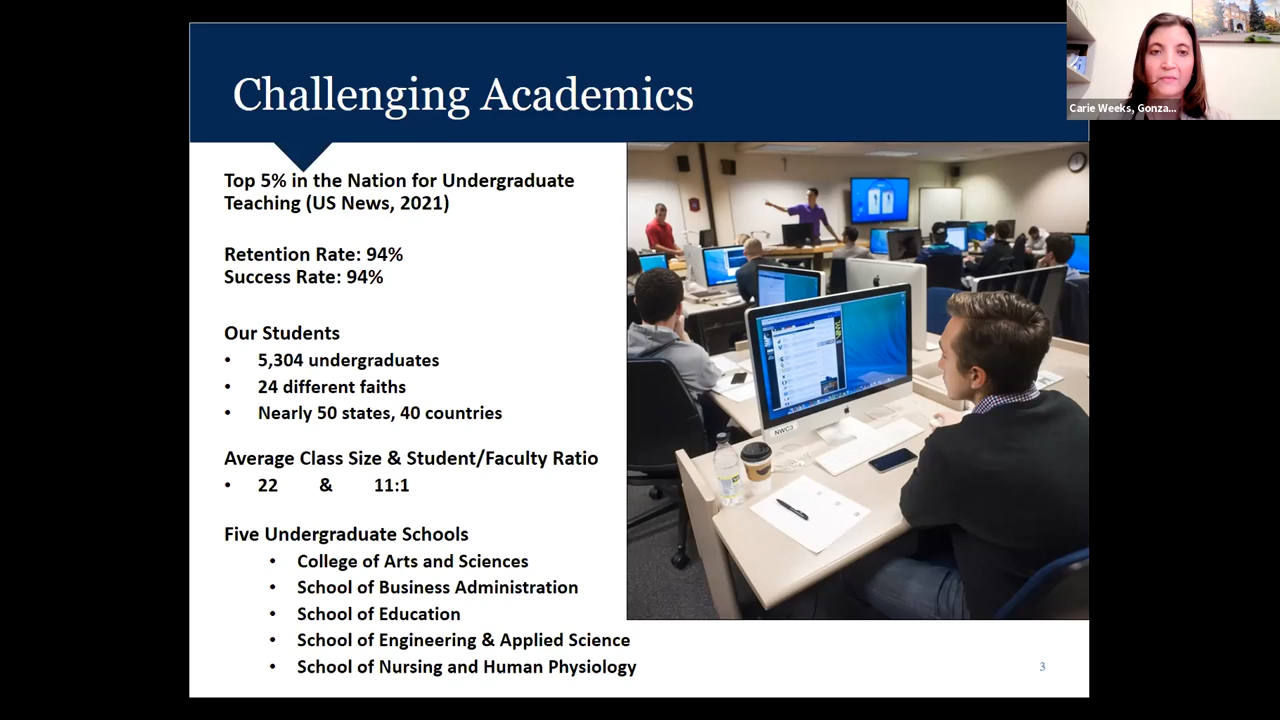 Challenging Academics
Carie Weeks, Gonza...
Top 5% in the Nation for Undergraduate
Teaching (US News, 2021)
Retention Rate: 94%
Success Rate: 94%
Our Students
• 5,304 undergraduates
• 24 different faiths
• Nearly 50 states, 40 countries
Average Class Size & Student/Faculty Ratio
• 22 & 11:1
Five Undergraduate Schools
• College of Arts and Sciences
• School of Business Administration
• School of Education
• School of Engineering & Applied Science
• School of Nursing and Human Physiology
NWC3
3